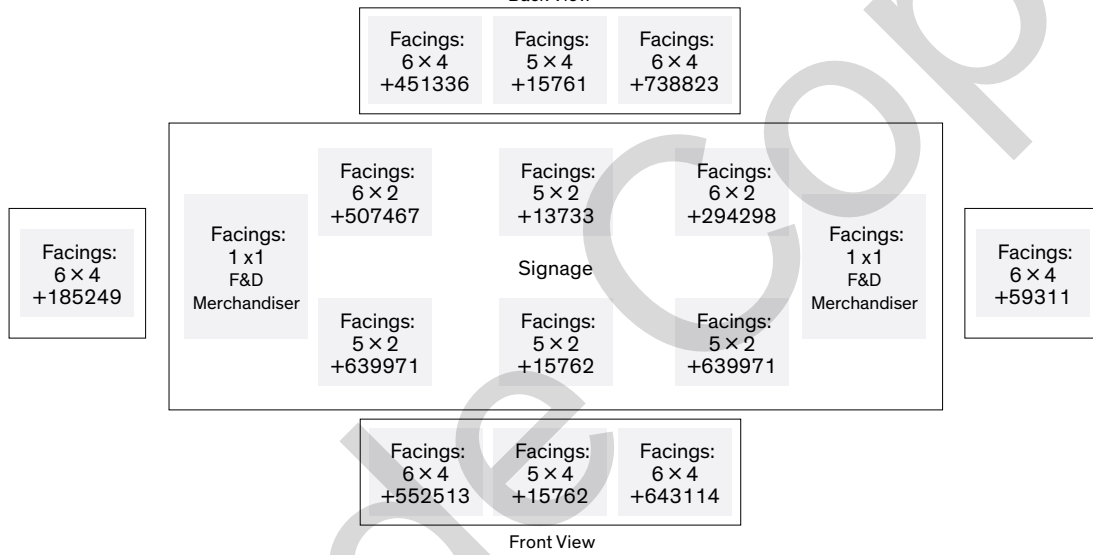 Facings:
6 × 4
+451336
Facings:
5 × 4
+15761
Facings:
6 × 4
+738823
Facings:
6 × 2
+507467
Facings:
5 × 2
+13733
Facings:
6 × 2
+294298
Facings:
6 × 4
+185249
Facings:
1 x1
F&D
Merchandiser
Signage
Facings:
1 x1
F&D
Merchandiser
Facings:
6 × 4
+59311
Facings:
5 × 2
+639971
Facings:
5 × 2
+15762
Facings:
5 × 2
+639971
Facings:
6 × 4
+552513
Facings:
5 × 4
+15762
Facings:
6 × 4
+643114
Front View
de Cop